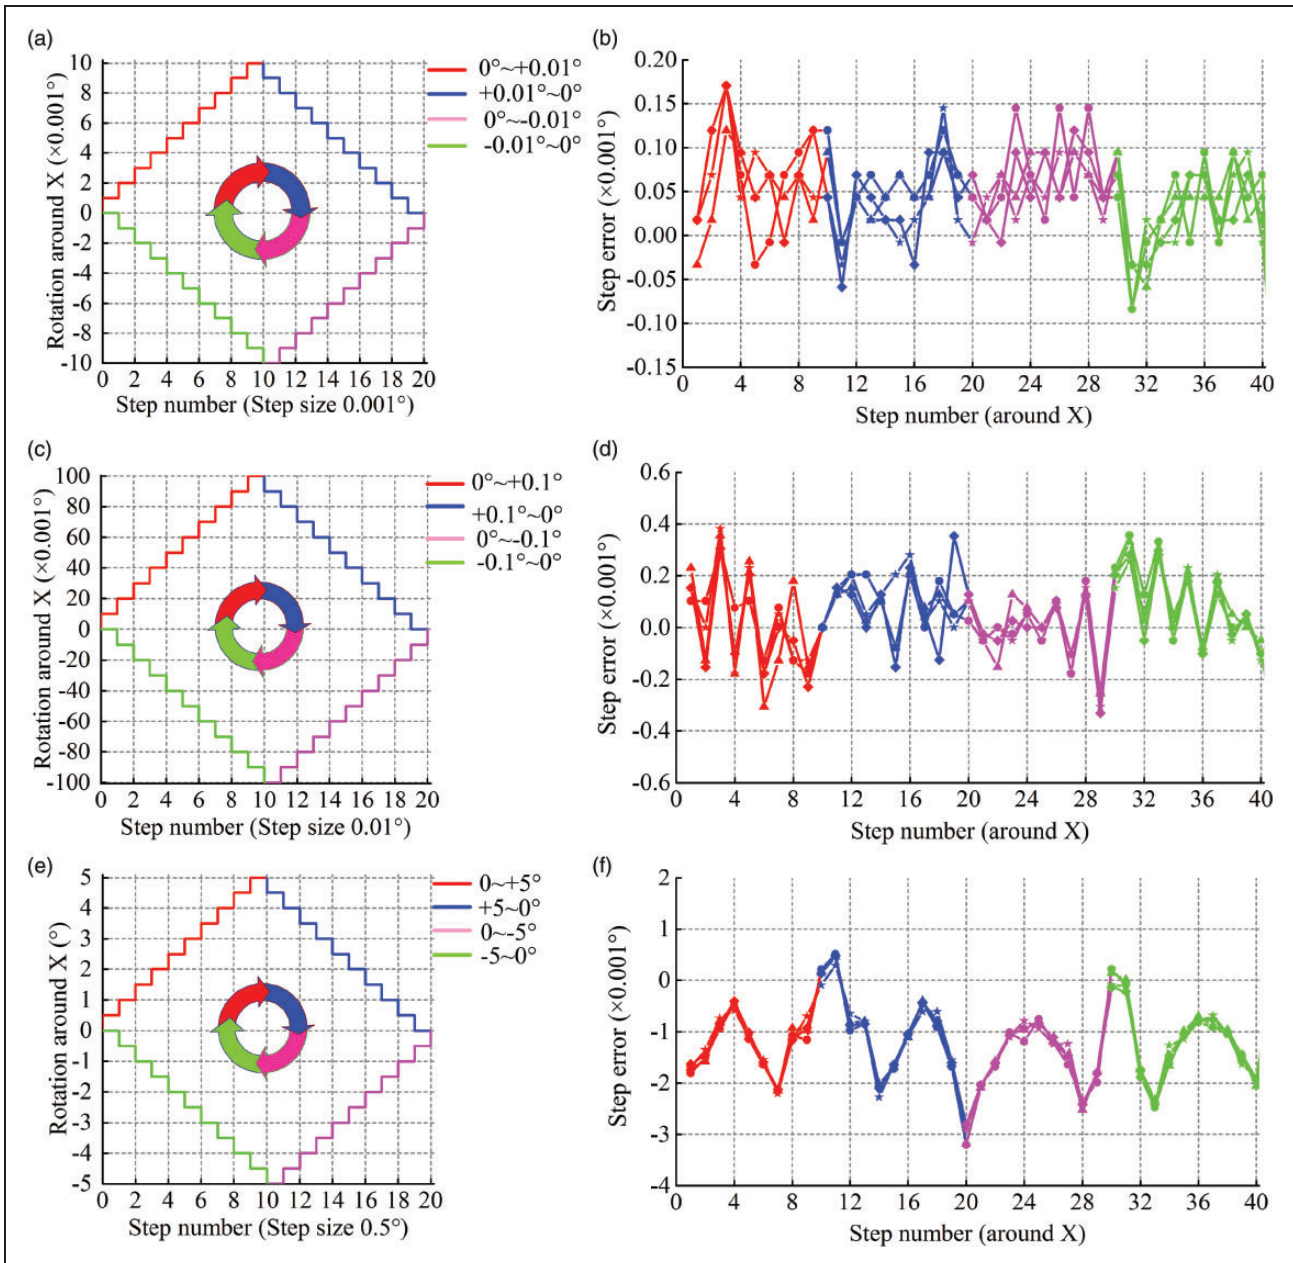 (a)
Rotation around X (×0.001°)
10
8
6
4
2
0
-2
-4
-6
-8
-10
0 2 4 6 8 10 12 14 16 18 20
Step number (Step size 0.001°)
0°~+0.01°
+0.01°~0°
0°~-0.01°
-0.01°~0°
(b)
Step error (×0.001°)
0.20
0.15
0.10
0.05
0.00
-0.05
-0.10
-0.15
0 4 8 12 16 20 24 28 32 36 40
Step number (around X)
(c)
Rotation around X (×0.001°)
100
80
60
40
20
0
-20
-40
-60
-80
-100
0 2 4 6 8 10 12 14 16 18 20
Step number (Step size 0.01°)
0°~+0.1°
+0.1°~0°
0°~-0.1°
-0.1°~0°
(d)
Step error (×0.001°)
0.6
0.4
0.2
0.0
-0.2
-0.4
-0.6
0 4 8 12 16 20 24 28 32 36 40
Step number (around X)
(e)
Rotation around X (°)
5
4
3
2
1
0
-1
-2
-3
-4
-5
0 2 4 6 8 10 12 14 16 18 20
Step number (Step size 0.5°)
0~+5°
+5~0°
0~-5°
-5~0°
(f)
Step error (×0.001°)
2
1
0
-1
-2
-3
-4
0 4 8 12 16 20 24 28 32 36 40
Step number (around X)